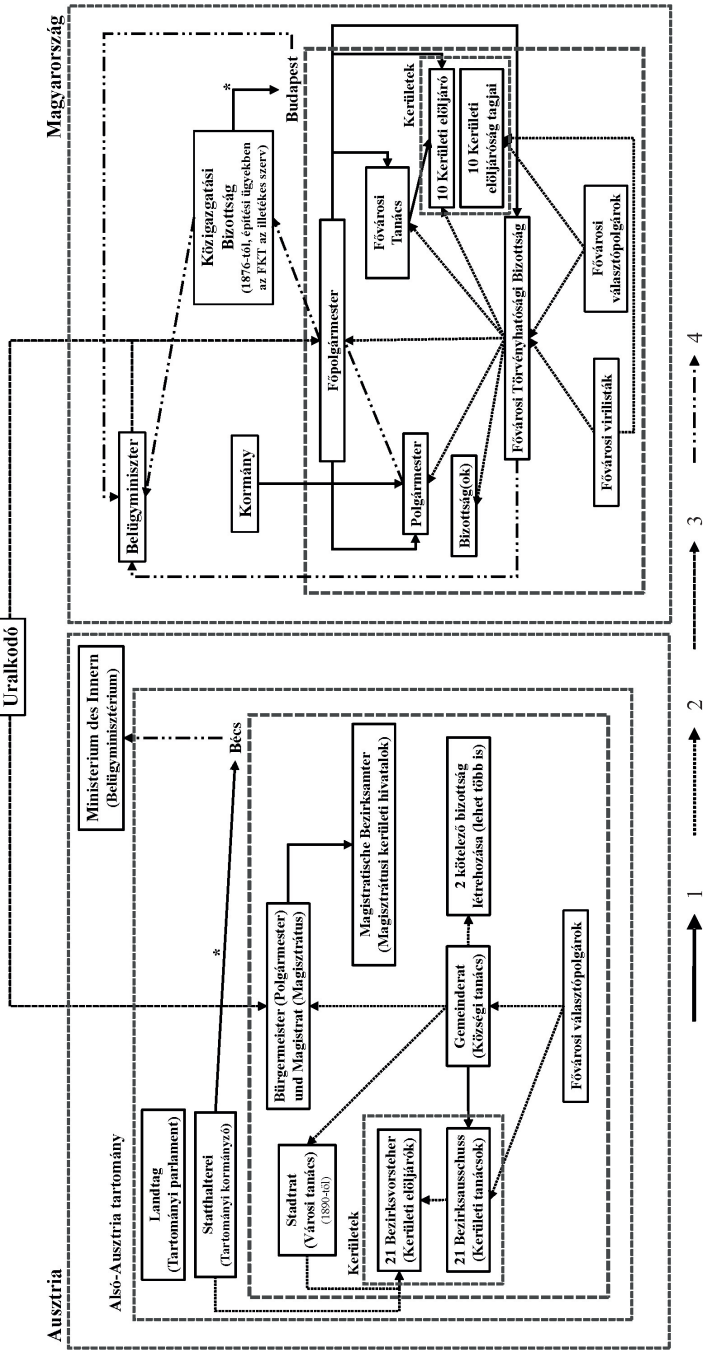 Uralkodó
Ausztria
Alsó-Ausztria tartomány
Landtag
(Tartományi parlament)
Statthalterei
(Tartományi kormányzó)
*
Bécs
Ministerium des Innern
(Belügyminisztérium)
Bürgermeister (Polgármester)
und Magistrat (Magisztrátus)
Magistratische Bezirksamter
(Magisztrátusi kerületi hivatalok)
Stadtrat
(Városi tanács)
(1890-től)
Kerületek
21 Bezirksvorsteher
(Kerületi elöljárók)
21 Bezirksausschuss
(Kerületi tanácsok)
Gemeinderat
(Községi tanács)
2 kötelező bizottság
létrehozása (lehet több is)
Fővárosi választópolgárok
Magyarország
Belügyminiszter
Közigazgatási
Bizottság
(1876-tól, építési ügyekben
az FKT az illetékes szerv)
*
Budapest
Kormány
Főpolgármester
Polgármester
Fővárosi
Tanács
Kerületek
10 Kerületi elöljáró
10 Kerületi
elöljáróság tagjai
Bizottság(ok)
Fővárosi Törvényhatósági Bizottság
Fővárosi virilisták
Fővárosi
választópolgárok
1
2
3
4